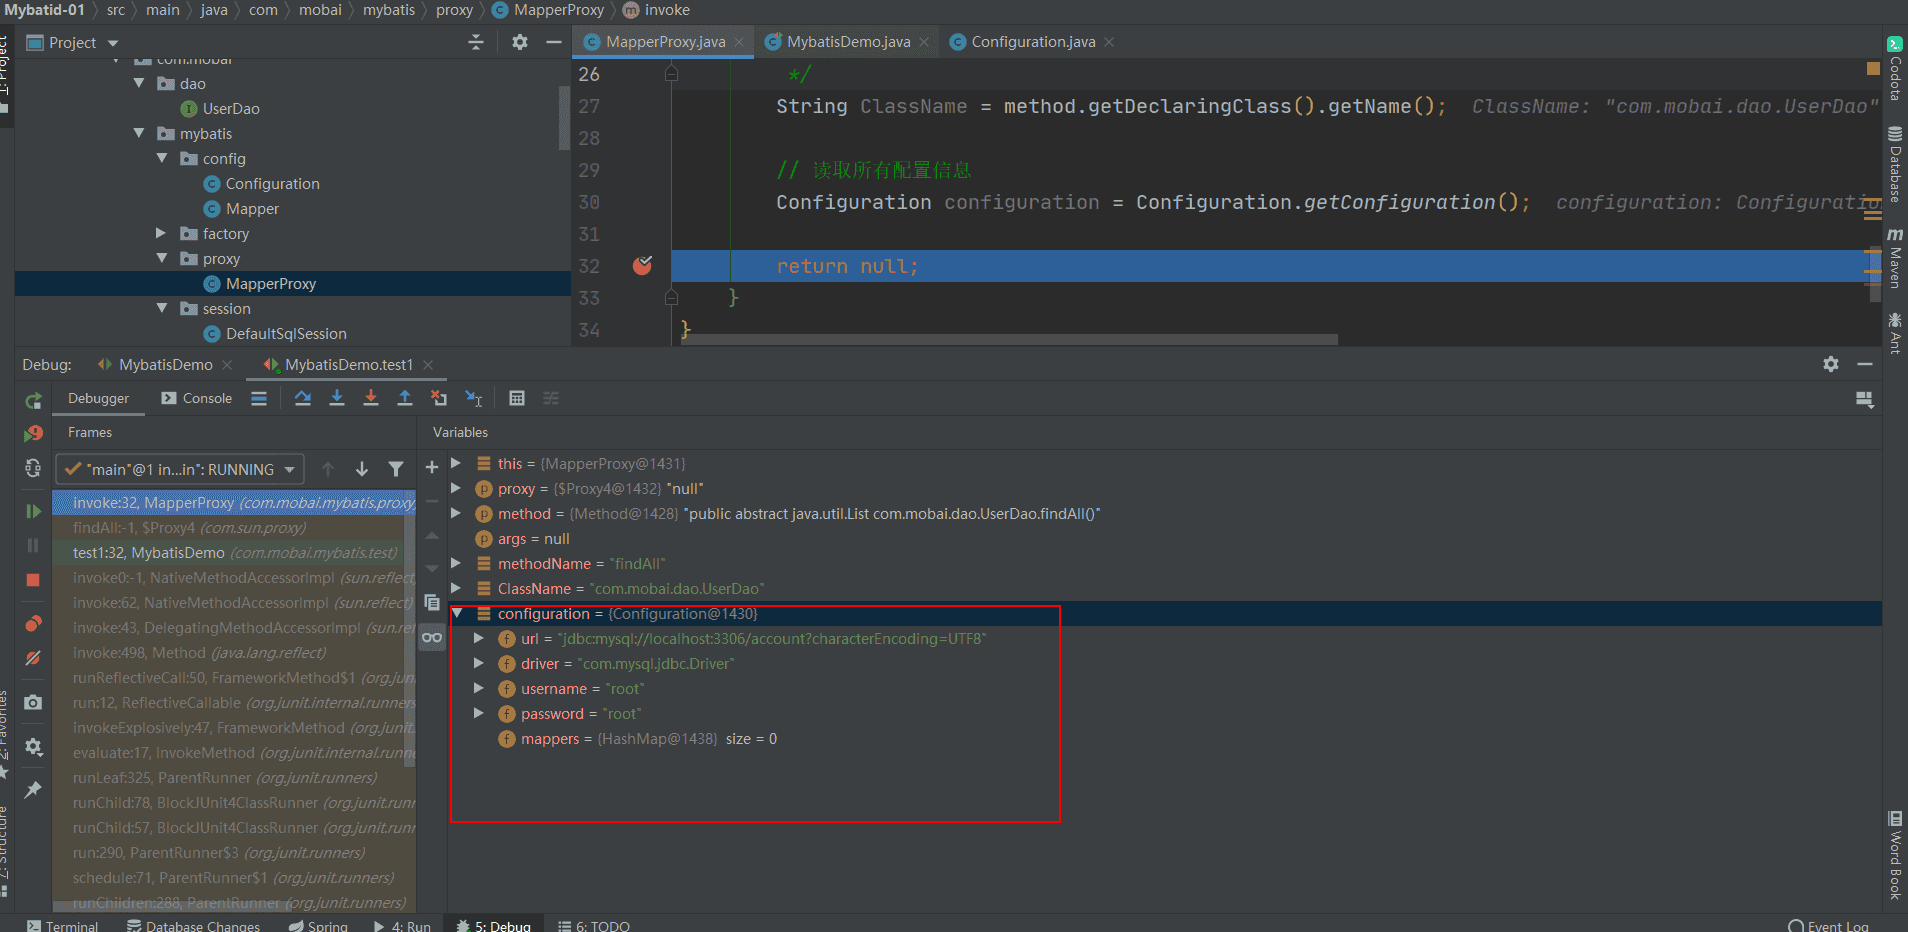 Mybatid-01 src main java com mobai mybatis proxy MapperProxy invoke
Project
com.mobai
dao
UserDao
mybatis
config
Configuration
Mapper
factory
proxy
MapperProxy
session
DefaultSqlSession
MapperProxy.java MybatisDemo.java Configuration.java
26 */
27 String ClassName = method.getDeclaringClass().getName(); ClassName: "com.mobai.dao.UserDao"
28
29 // 读取所有配置信息
30 Configuration configuration = Configuration.getConfiguration(); configuration: Configuration
31
32 return null;
33 }
34 }
Debug: MybatisDemo MybatisDemo.test1
Debugger Console
Frames
"main"@1 in...in": RUNNING
invoke:32, MapperProxy (com.mobai.mybatis.proxy)
findAll:-1, $Proxy4 (com.sun.proxy)
test1:32, MybatisDemo (com.mobai.mybatis.test)
invoke0:-1, NativeMethodAccessorImpl (sun.reflect
invoke:62, NativeMethodAccessorImpl (sun.reflect)
invoke:43, DelegatingMethodAccessorImpl (sun.ref
invoke:498, Method (java.lang.reflect)
runReflectiveCall:50, FrameworkMethod$1 (org.ju
run:12, ReflectiveCallable (org.junit.internal.runners
invokeExplosively:47, FrameworkMethod (org.junit
evaluate:17, InvokeMethod (org.junit.internal.runne
runLeaf:325, ParentRunner (org.junit.runners)
runChild:78, BlockJUnit4ClassRunner (org.junit.runn
runChild:57, BlockJUnit4ClassRunner (org.junit.runn
run:290, ParentRunner$3 (org.junit.runners)
schedule:71, ParentRunner$1 (org.junit.runners)
runChildren:288, ParentRunner (org.junit.runners)
Variables
this = {MapperProxy@1431}
proxy = {$Proxy4@1432} "null"
method = {Method@1428} "public abstract java.util.List com.mobai.dao.UserDao.findAll()"
args = null
methodName = "findAll"
ClassName = "com.mobai.dao.UserDao"
configuration = {Configuration@1430}
url = "jdbc:mysql://localhost:3306/account?characterEncoding=UTF8"
driver = "com.mysql.jdbc.Driver"
username = "root"
password = "root"
mappers = {HashMap@1438} size = 0
1: Project
2: Favorites
7: Structure
Codota
Database
Maven
Ant
Word Book
Terminal Database Changes Spring 4: Run 5: Debug 6: TODO Event Log